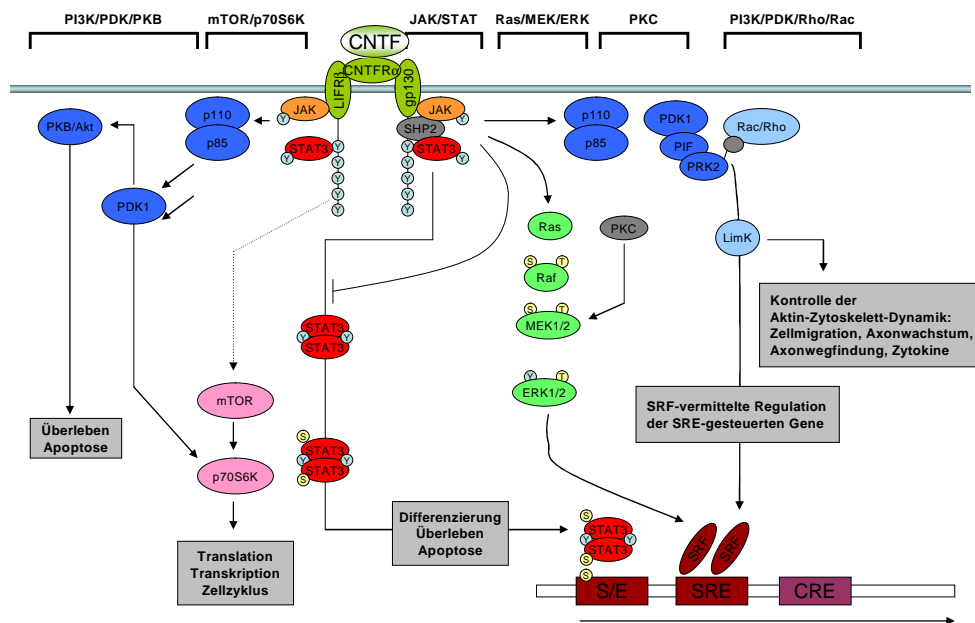 PI3K/PDK/PKB
mTOR/p70S6K
JAK/STAT
Ras/MEK/ERK
PKC
PI3K/PDK/Rho/Rac
CNTF
CNTFRα
LIFRβ
gp130
JAK
Y
STAT3
Y
Y
Y
Y
Y
Y
JAK
Y
SHP2
STAT3
Y
Y
Y
Y
Y
Y
PKB/Akt
p110
p85
PDK1
p110
p85
PDK1
PIF
PRK2
Rac/Rho
LimK
Ras
PKC
S
T
Raf
S
T
MEK1/2
Y
T
ERK1/2
STAT3
Y
Y
STAT3
S
STAT3
Y
Y
STAT3
S
mTOR
p70S6K
Überleben
Apoptose
Translation
Transkription
Zellzyklus
Differenzierung
Überleben
Apoptose
Kontrolle der
Aktin-Zytoskelett-Dynamik:
Zellmigration, Axonwachstum,
Axonwegfindung, Zytokine
SRF-vermittelte Regulation
der SRE-gesteuerten Gene
S
STAT3
Y
Y
STAT3
S
S
SRF
SRF
S/E
SRE
CRE